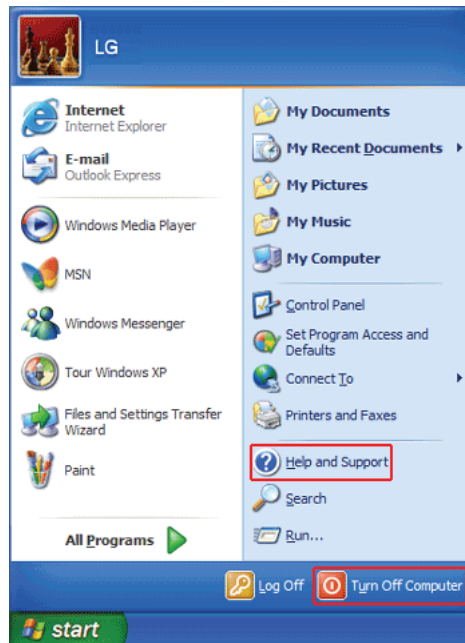 LG
Internet
Internet Explorer
E-mail
Outlook Express
Windows Media Player
MSN
Windows Messenger
Tour Windows XP
Files and Settings Transfer
Wizard
Paint
All Programs
My Documents
My Recent Documents
My Pictures
My Music
My Computer
Control Panel
Set Program Access and
Defaults
Connect To
Printers and Faxes
Help and Support
Search
Run...
Log Off
Turn Off Computer
start